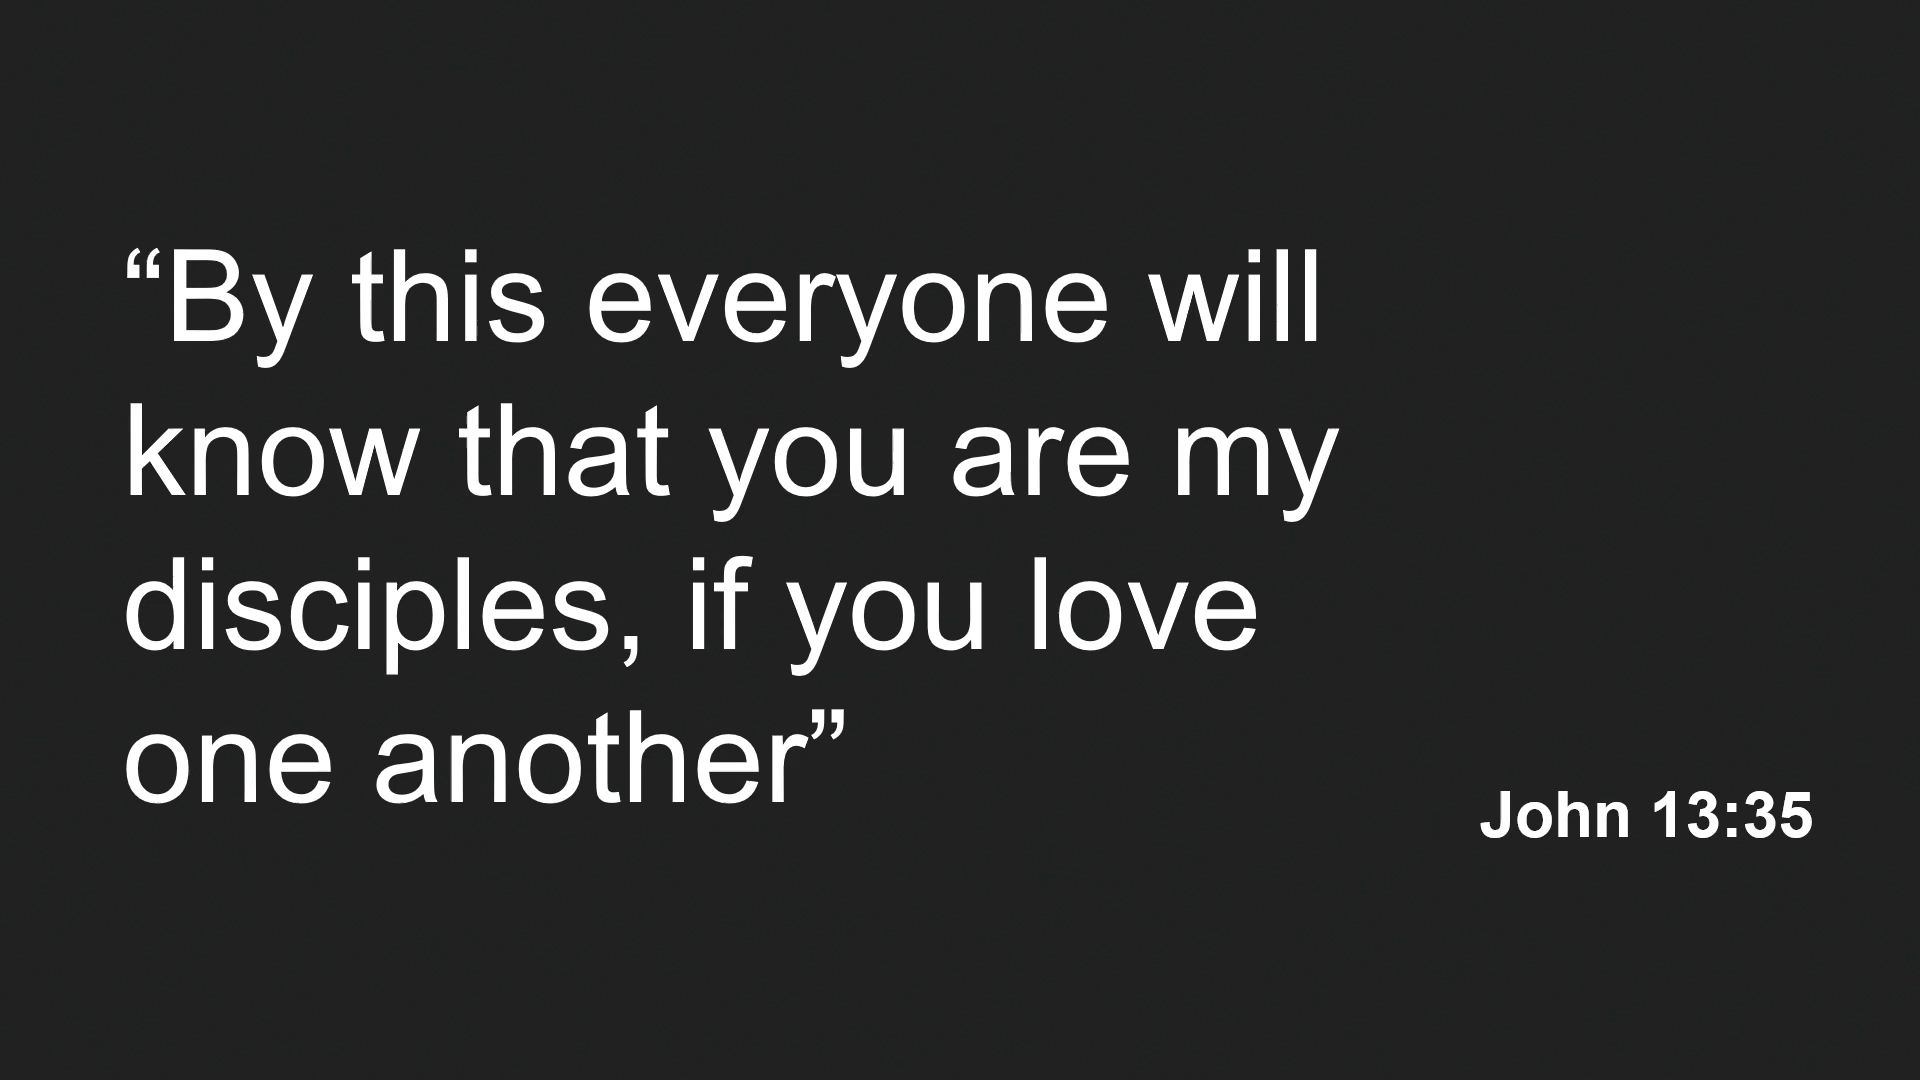 “By this everyone will
know that you are my
disciples, if you love
one another”
John 13:35